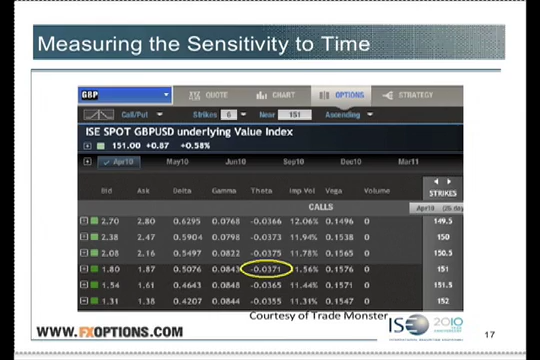 Measuring the Sensitivity to Time
GBP QUOTE CHART OPTIONS STRATEGY
Call/Put Strikes 6 Near 151 Ascending
ISE SPOT GBPUSD underlying Value Index
151.00 +0.87 +0.58%
Apr10 May10 Jun10 Sep10 Dec10 Mar11
Bid Ask Delta Gamma Theta Imp Vol Vega Volume STRIKES
CALLS Apr10
2.70 2.80 0.6295 0.0768 -0.0366 12.06% 0.1496 0 149.5
2.38 2.47 0.5904 0.0798 -0.0373 11.94% 0.1538 0 150
2.08 2.16 0.5497 0.0822 -0.0375 11.78% 0.1565 0 150.5
1.80 1.87 0.5076 0.0843 -0.0371 11.56% 0.1576 0 151
1.54 1.61 0.4643 0.0848 -0.0365 11.44% 0.1571 0 151.5
1.31 1.38 0.4207 0.0844 -0.0355 11.31% 0.1547 0 152
Courtesy of Trade Monster
WWW.FXOPTIONS.COM
ISE 2010
17